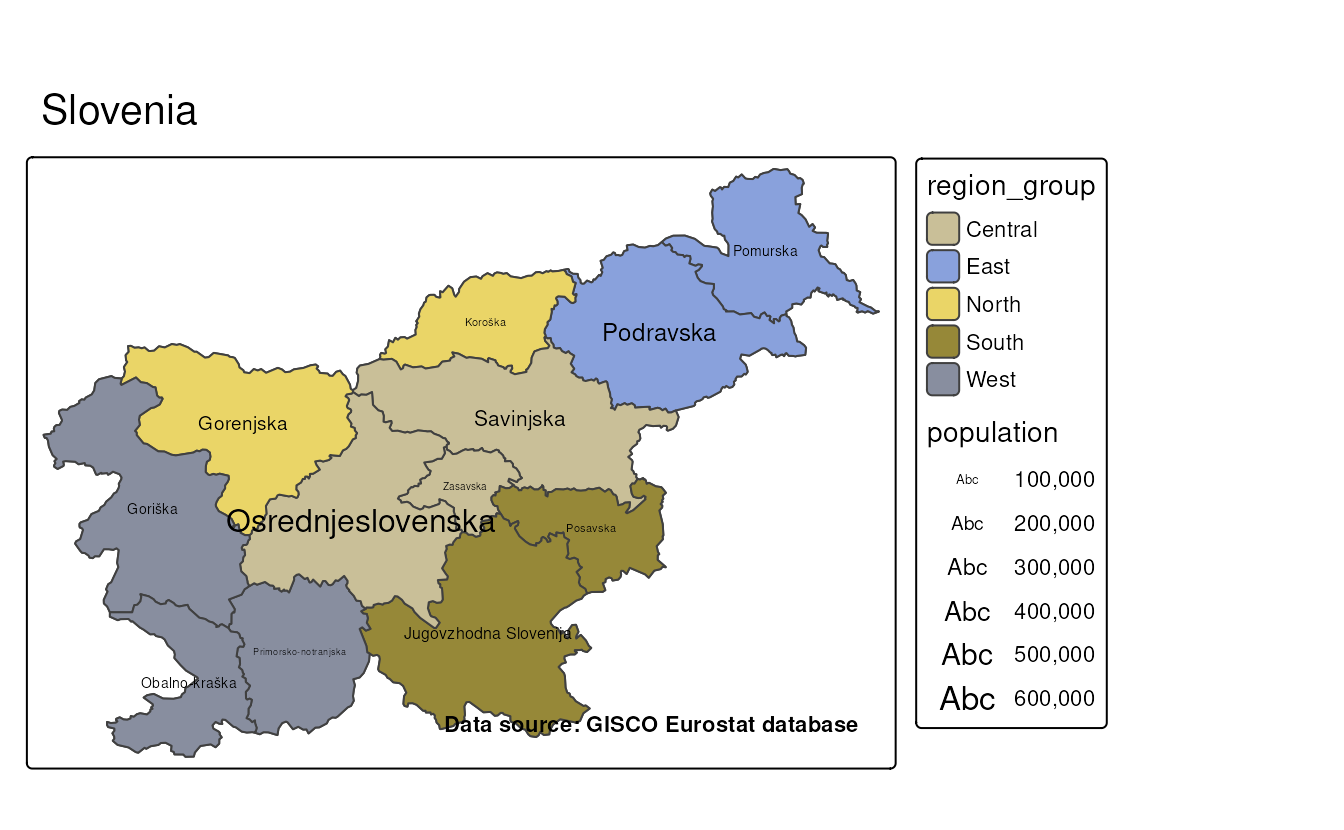 Slovenia
Pomurska
Koroška
Podravska
Gorenjska
Savinjska
Zasavska
Goriška
Osrednjeslovenska
Posavska
Jugovzhodna Slovenija
Primorsko-notranjska
Obalno-kraška
Data source: GISCO Eurostat database
region_group
Central
East
North
South
West
population
Abc 100,000
Abc 200,000
Abc 300,000
Abc 400,000
Abc 500,000
Abc 600,000